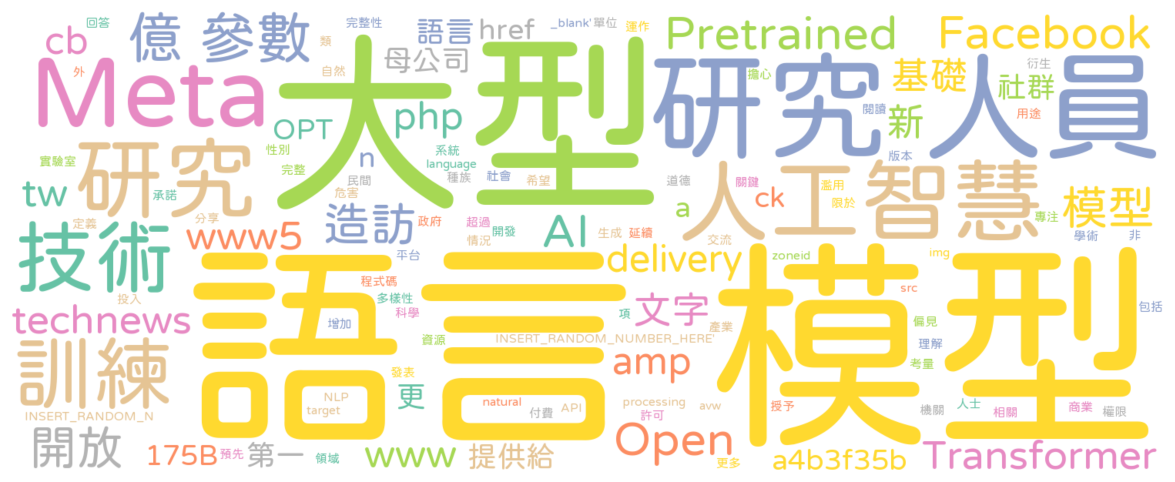 回答
完整性
_blank'
單位
運作
cb
億 參數
類
語言
href
Pretrained
Facebook
外
Meta
自然
母公司
大型
研究人員
擔心
基礎
衍生
社群
OPT
php
閱讀
新
用途
實驗室
研究
性別
完整
n
系統
language
版本
tw
承諾
民間
危害
種族
社會
希望
道德
人工智慧
關鍵
ck
濫用
限於
a
模型
定義
分享
www5
造訪
政府
超過
情況
開發
AI
生成
延續
交流
專注
學術
非
技術
語言模型
平台
delivery
zoneid
img
投入
程式碼
多樣性
科學
src
包括
technews
增加
資源
項
文字
產業
偏見
INSERT_RANDOM_NUMBER_HERE'
理解
訓練
amp
考量
發表
更
NLP
target
natural
付費
API
processing
許可
avw
授予
機關
人士
相關
商業
權限
INSERT_RANDOM_N
開放
175B
預先
第一
領域
www
提供給
Open
更多
a4b3f35b
Transformer